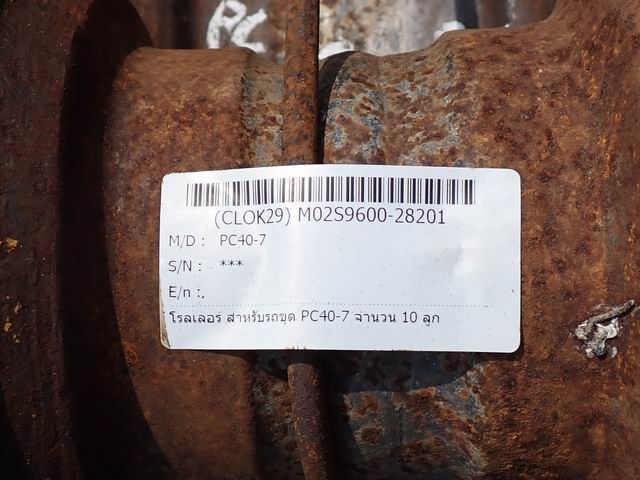 PC
(CLOK29) M02S9600-28201
M/D : PC40-7
S/N : - ***
E/n :,
โรลเลอร์ สำหรับรถขุด PC40-7 จำนวน 10 ลูก